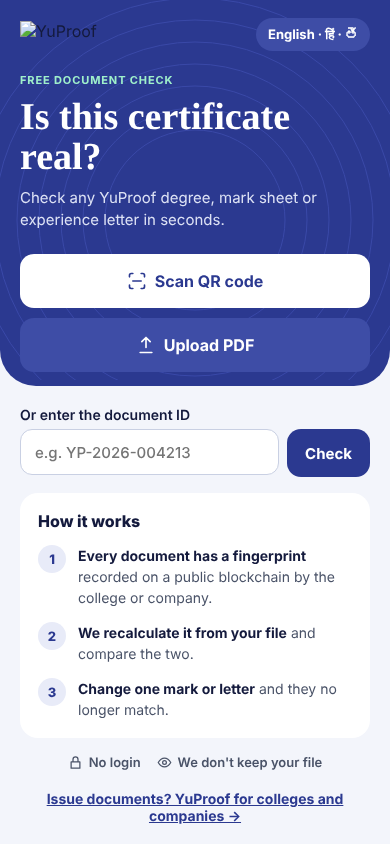 YuProof
English · हिं · తె
FREE DOCUMENT CHECK
Is this certificate
real?
Check any YuProof degree, mark sheet or
experience letter in seconds.
Scan QR code
Upload PDF
Or enter the document ID
e.g. YP-2026-004213
Check
How it works
1
Every document has a fingerprint
recorded on a public blockchain by the
college or company.
2
We recalculate it from your file and
compare the two.
3
Change one mark or letter and they no
longer match.
No login
We don't keep your file
Issue documents? YuProof for colleges and
companies →